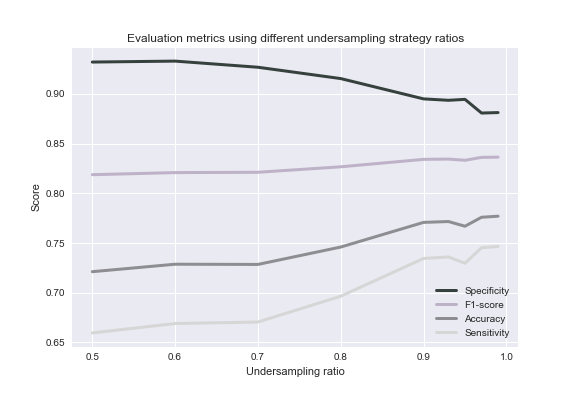 Evaluation metrics using different undersampling strategy ratios
Score
0.90
0.85
0.80
0.75
0.70
0.65
Specificity
F1-score
Accuracy
Sensitivity
0.5 0.6 0.7 0.8 0.9 1.0
Undersampling ratio